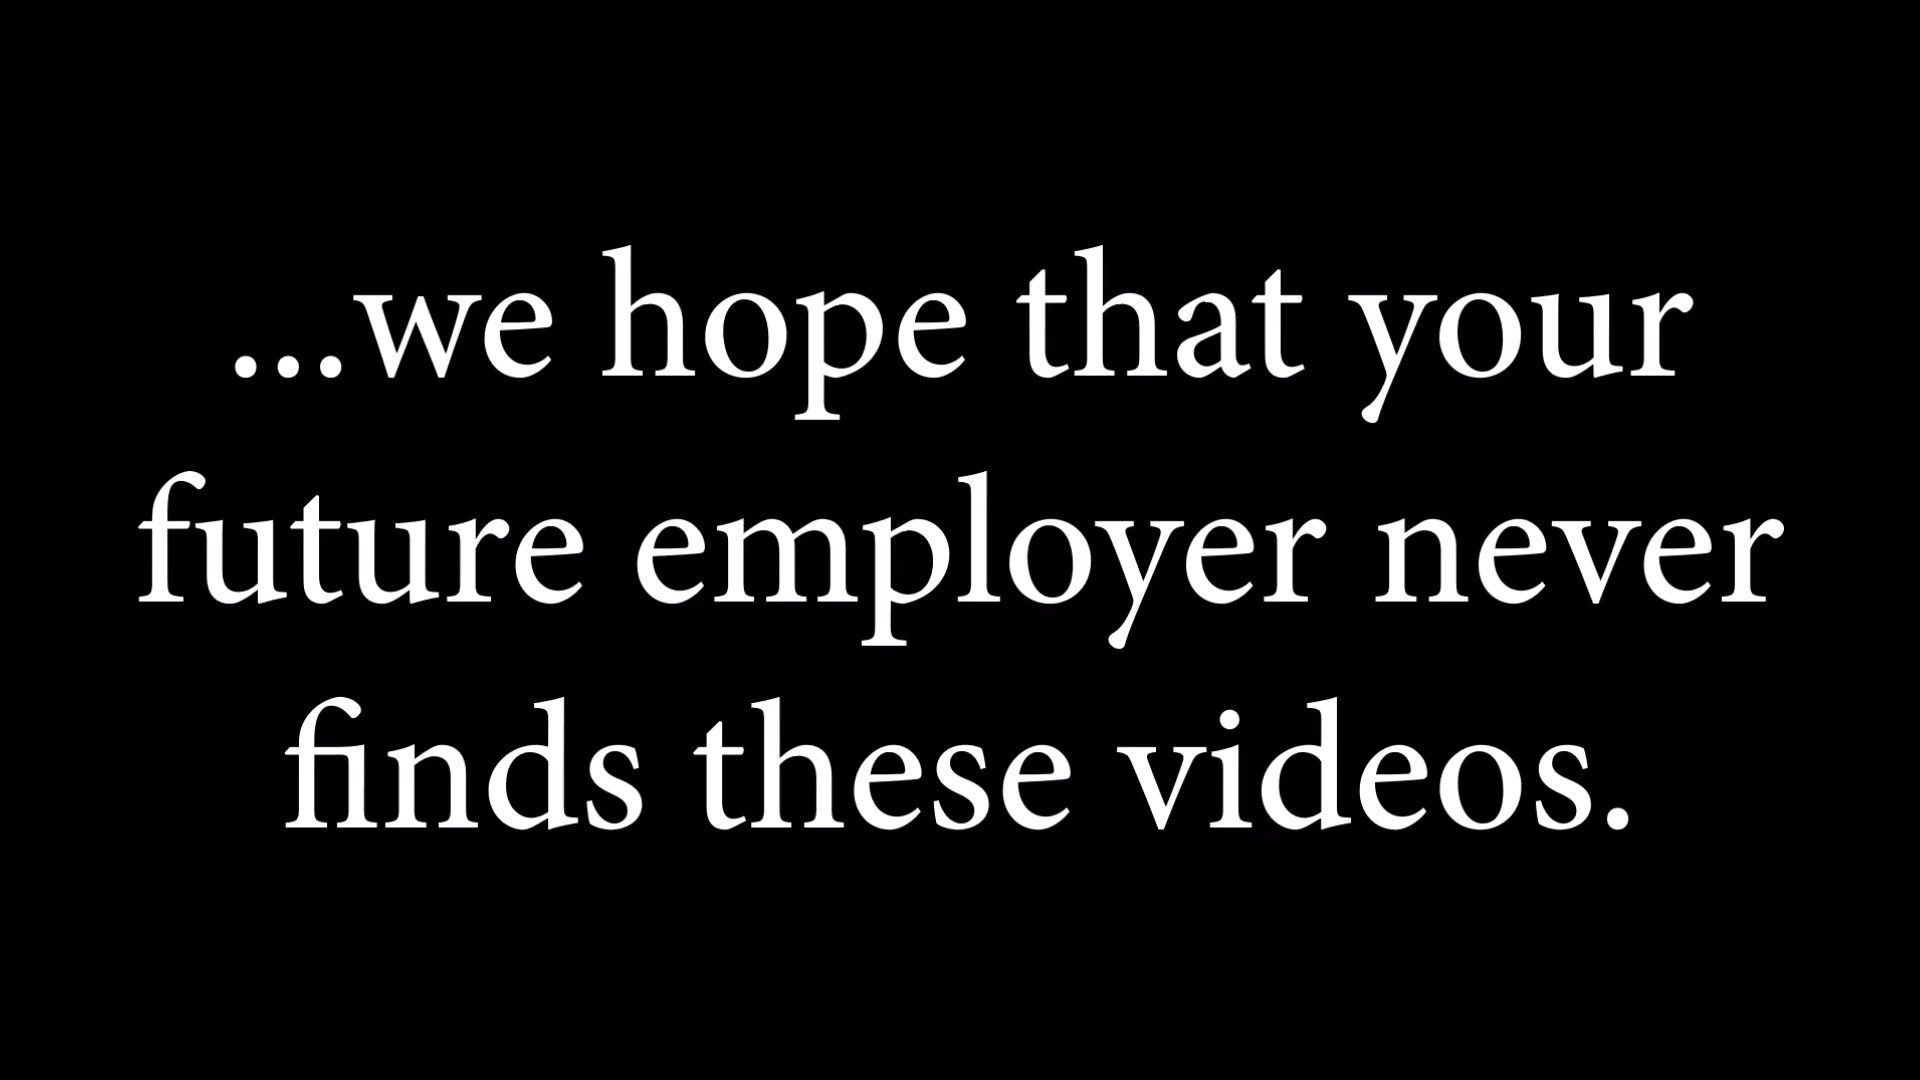 ...we hope that your
future employer never
finds these videos.